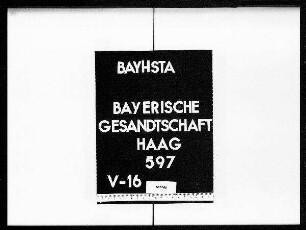 BAYHSTA
BAYERISCHE
GESANDTSCHAFT
HAAG
597
V-16